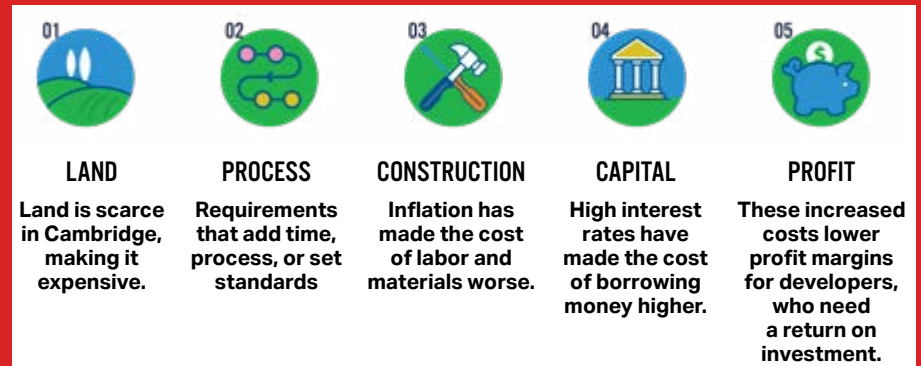 01
LAND
Land is scarce
in Cambridge,
making it
expensive.
02
PROCESS
Requirements
that add time,
process, or set
standards
03
CONSTRUCTION
Inflation has
made the cost
of labor and
materials worse.
04
CAPITAL
High interest
rates have
made the cost
of borrowing
money higher.
05
$
PROFIT
These increased
costs lower
profit margins
for developers,
who need
a return on
investment.